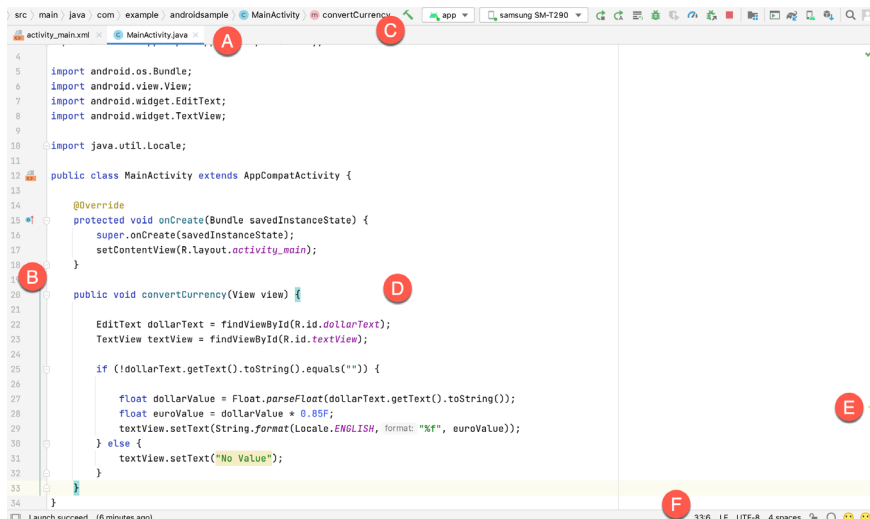 src > main > java > com > example > androidsample > MainActivity > convertCurrency app samsung SM-T290
C
activity_main.xml × MainActivity.java ×
A
4
5 import android.os.Bundle;
6 import android.view.View;
7 import android.widget.EditText;
8 import android.widget.TextView;
9
10 import java.util.Locale;
11
12 public class MainActivity extends AppCompatActivity {
13
14 @Override
15 protected void onCreate(Bundle savedInstanceState) {
16 super.onCreate(savedInstanceState);
17 setContentView(R.layout.activity_main);
18 }
19
B
20 public void convertCurrency(View view) {
D
21
22 EditText dollarText = findViewById(R.id.dollarText);
23 TextView textView = findViewById(R.id.textView);
24
25 if (!dollarText.getText().toString().equals("")) {
26
27 float dollarValue = Float.parseFloat(dollarText.getText().toString());
28 float euroValue = dollarValue * 0.85F;
E
29 textView.setText(String.format(Locale.ENGLISH, format: "%f", euroValue));
30 } else {
31 textView.setText("No Value");
32 }
33 }
34 }
F
Launch succeed (6 minutes ago) 33:6 LF UTF-8 4 spaces